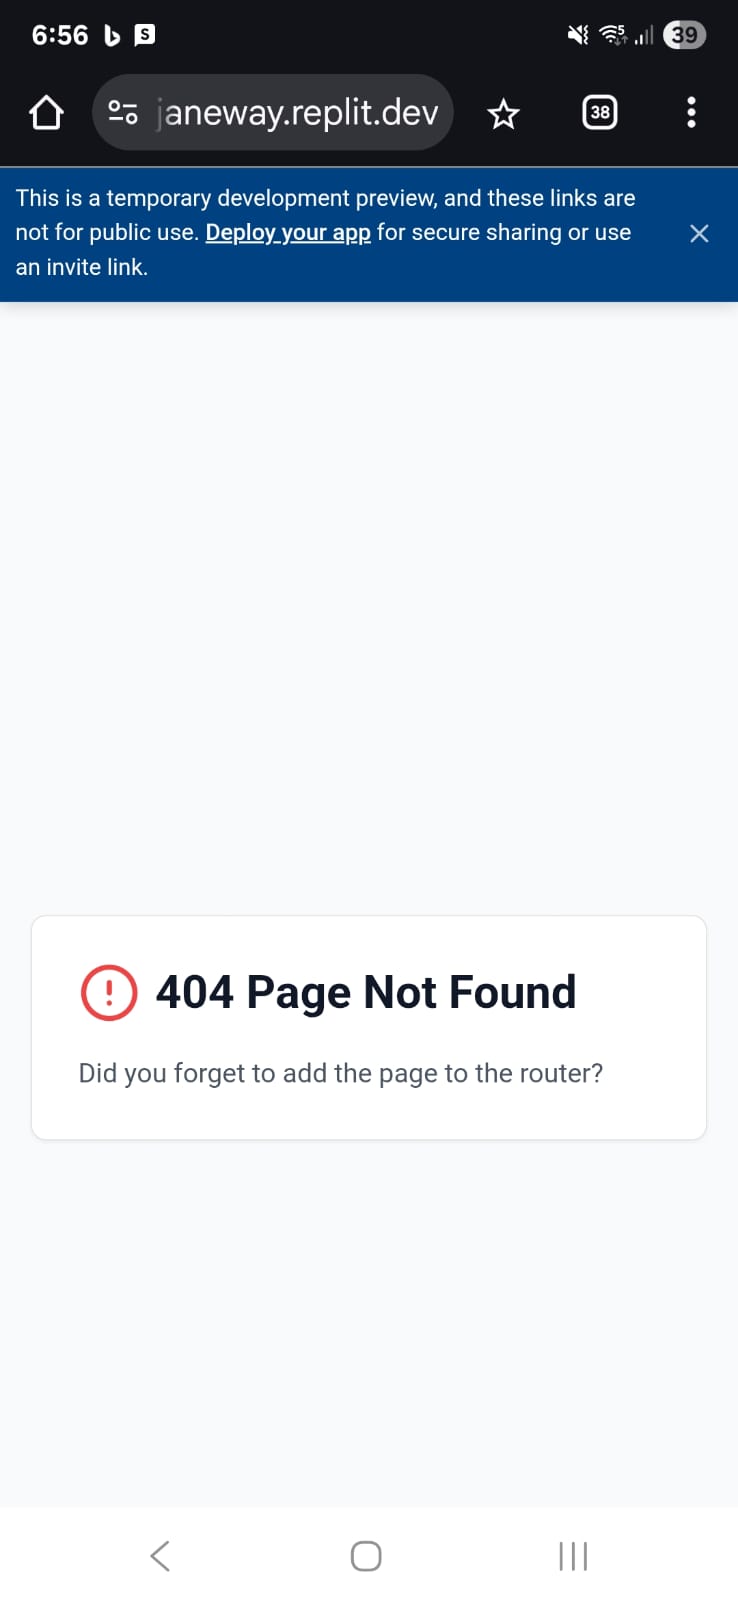 6:56
S
5
39
janeway.replit.dev
38
This is a temporary development preview, and these links are
not for public use. Deploy your app for secure sharing or use
an invite link.
404 Page Not Found
Did you forget to add the page to the router?